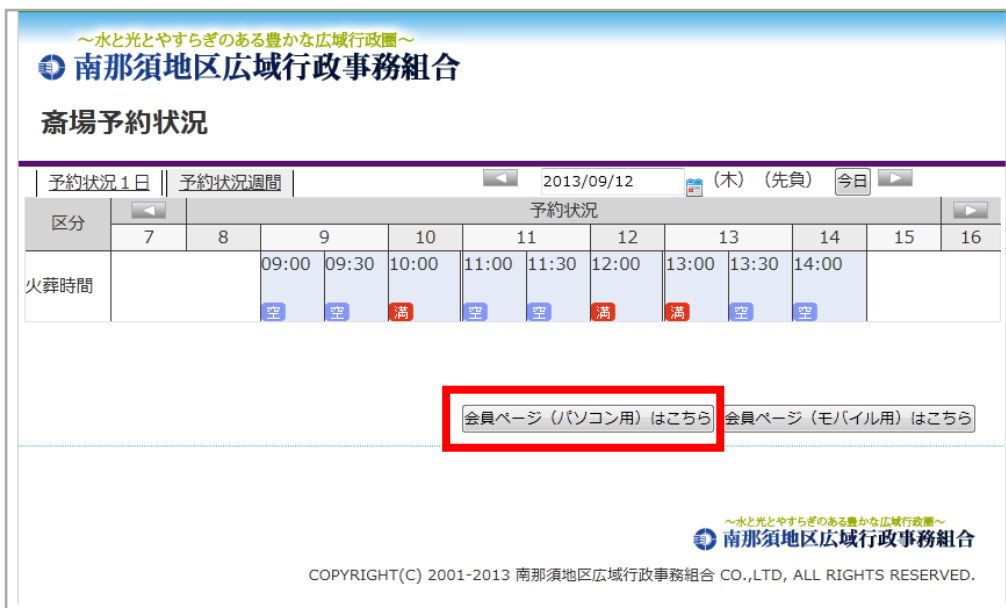 ～水と光とやすらぎのある豊かな広域行政圏～
南那須地区広域行政事務組合
斎場予約状況
予約状況１日 予約状況週間 2013/09/12 （木） （先負） 今日
区分 予約状況
7 8 9 10 11 12 13 14 15 16
火葬時間 09:00 09:30 10:00 11:00 11:30 12:00 13:00 13:30 14:00
空 空 満 空 空 満 満 空 空
会員ページ（パソコン用）はこちら 会員ページ（モバイル用）はこちら
～水と光とやすらぎのある豊かな広域行政圏～
南那須地区広域行政事務組合
COPYRIGHT(C) 2001-2013 南那須地区広域行政事務組合 CO.,LTD, ALL RIGHTS RESERVED.